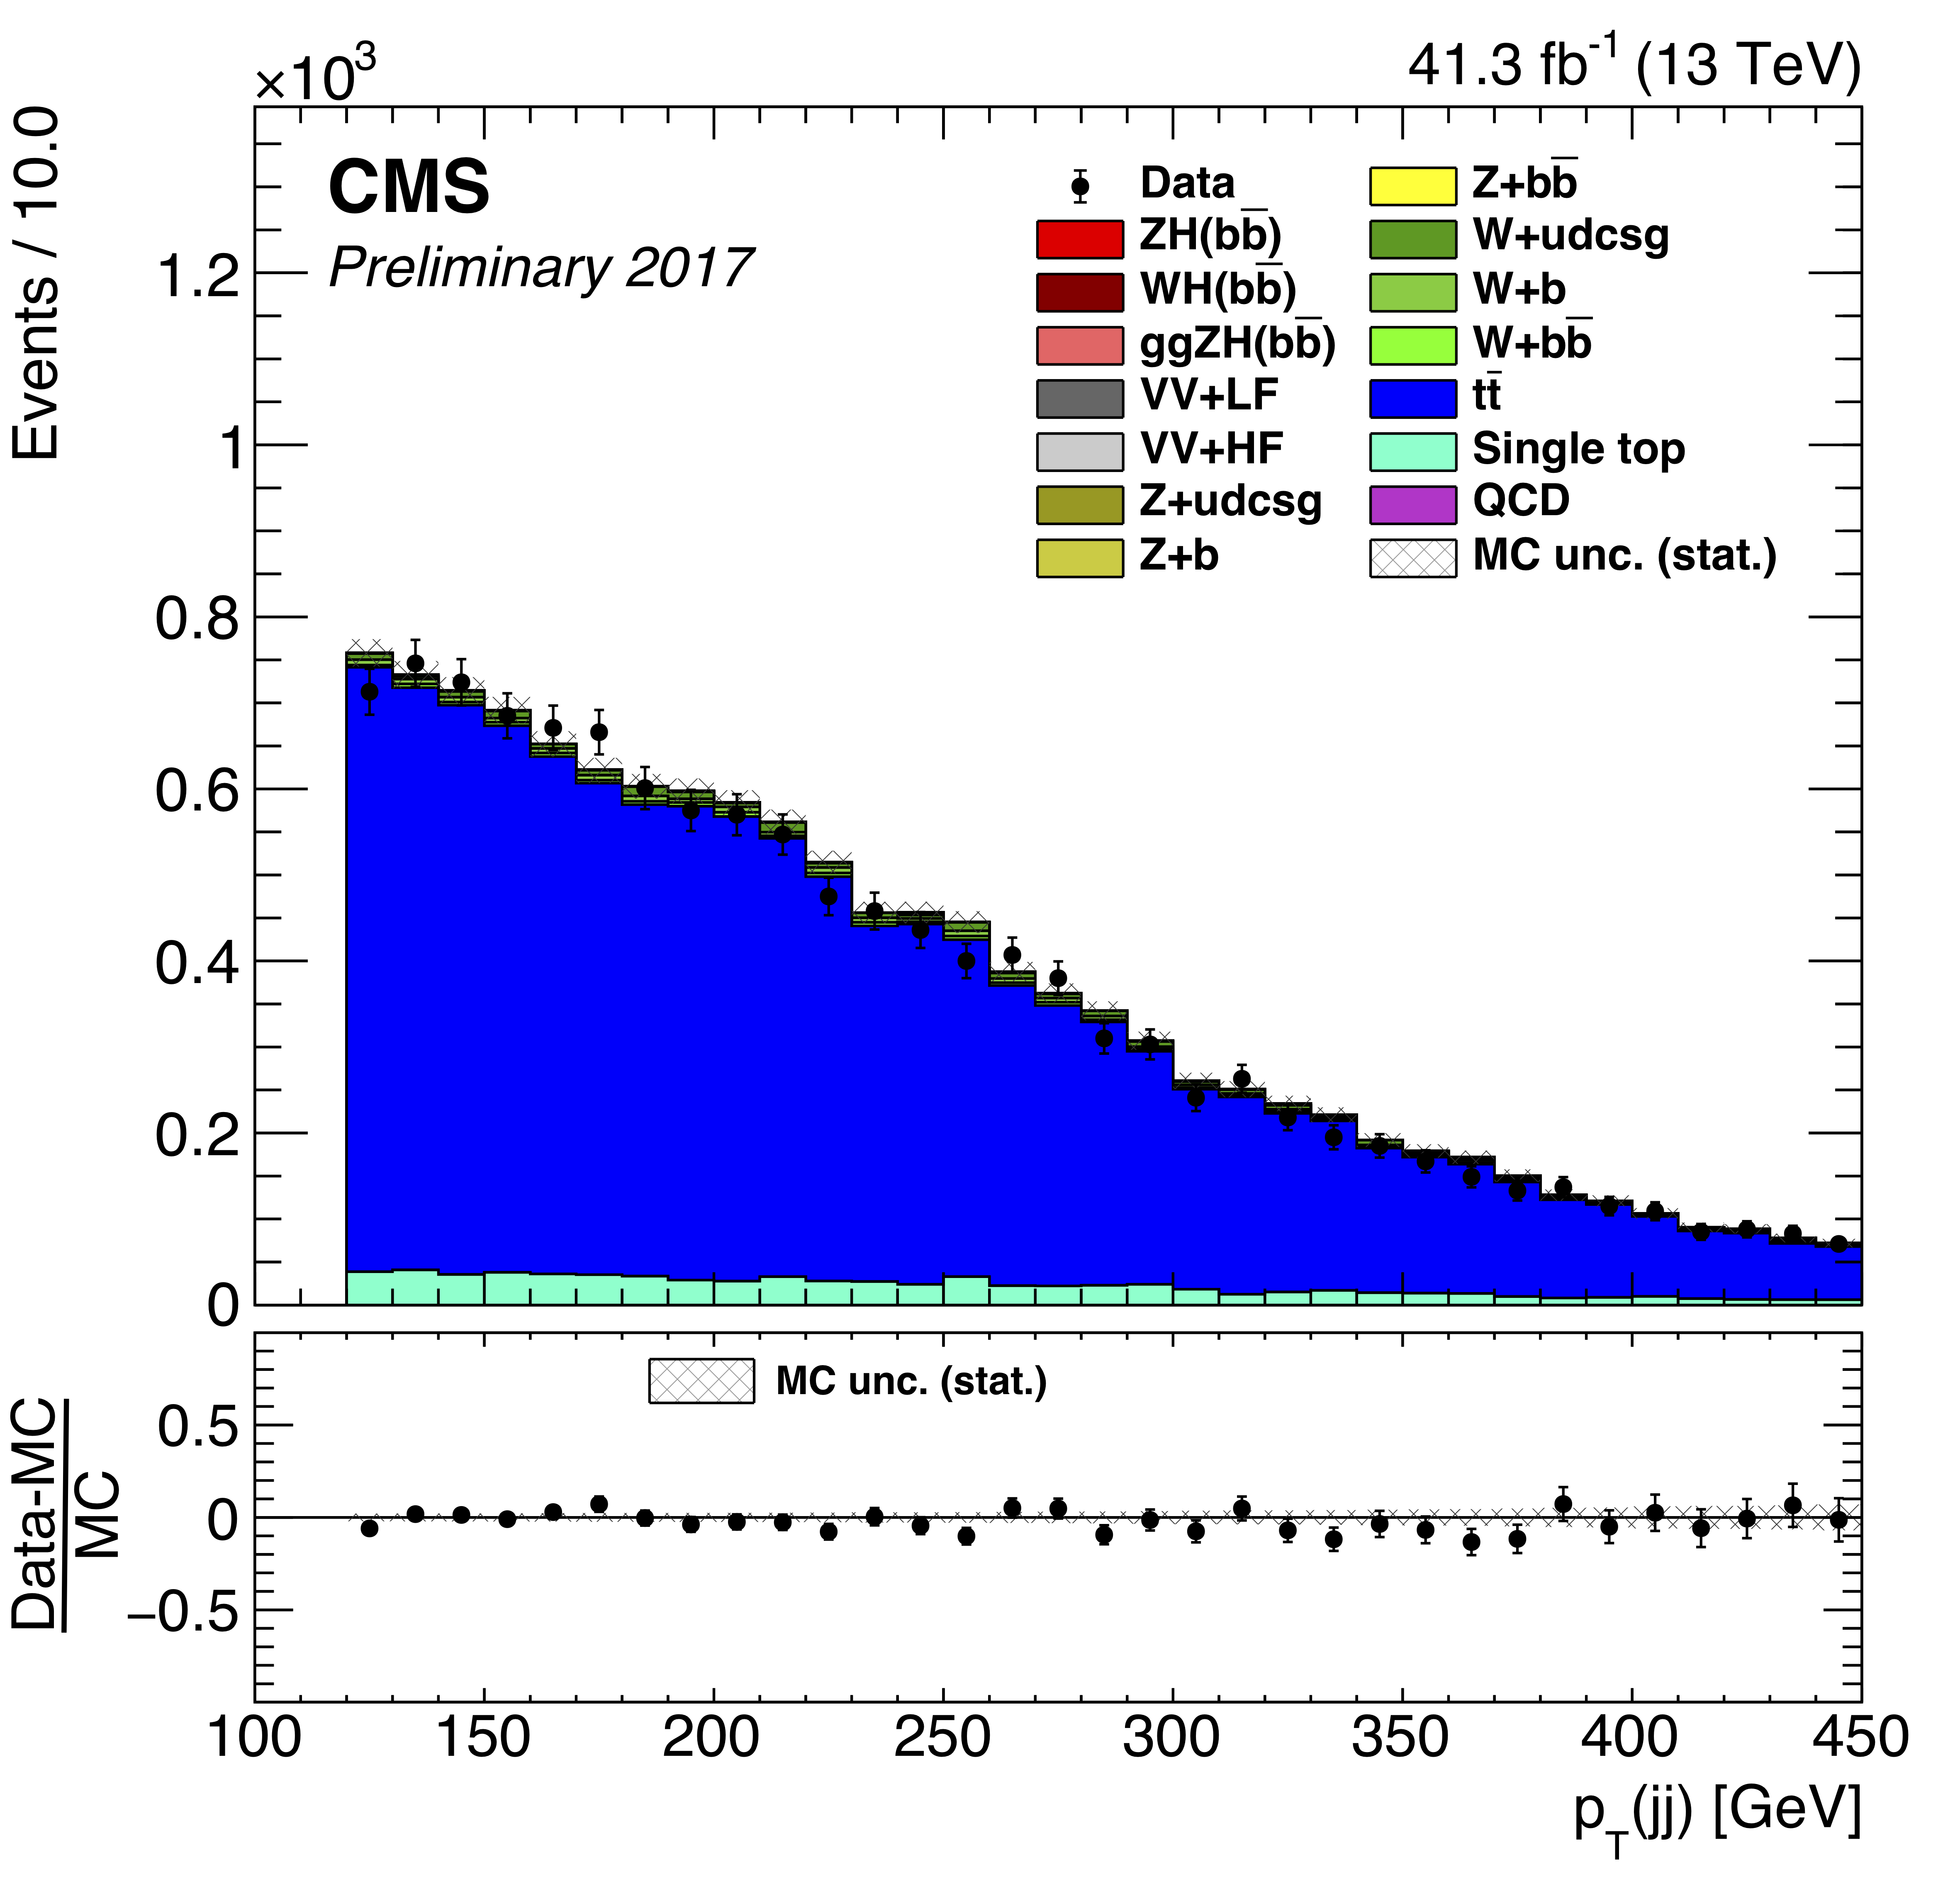 ×10³
41.3 fb⁻¹ (13 TeV)
Events / 10.0
CMS
Preliminary 2017
Data
ZH(bb̅)
WH(bb̅)
ggZH(bb̅)
VV+LF
VV+HF
Z+udcsg
Z+b
Z+bb̅
W+udcsg
W+b
W+bb̅
tt̅
Single top
QCD
MC unc. (stat.)
1.2
1
0.8
0.6
0.4
0.2
0
MC unc. (stat.)
Data-MC
MC
0.5
0
−0.5
100 150 200 250 300 350 400 450
p_T(jj) [GeV]